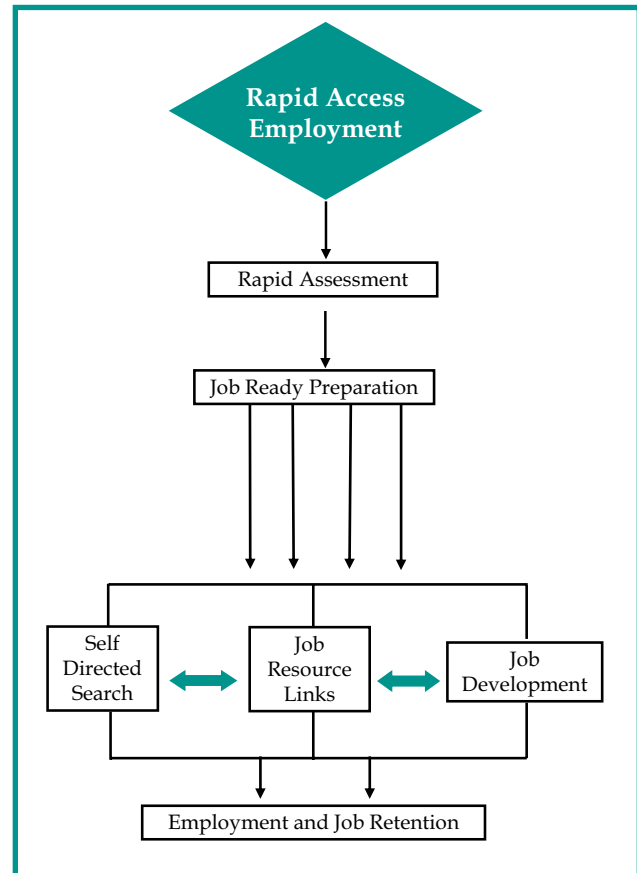 Rapid Access
Employment
Rapid Assessment
Job Ready Preparation
Self
Directed
Search
Job
Resource
Links
Job
Development
Employment and Job Retention